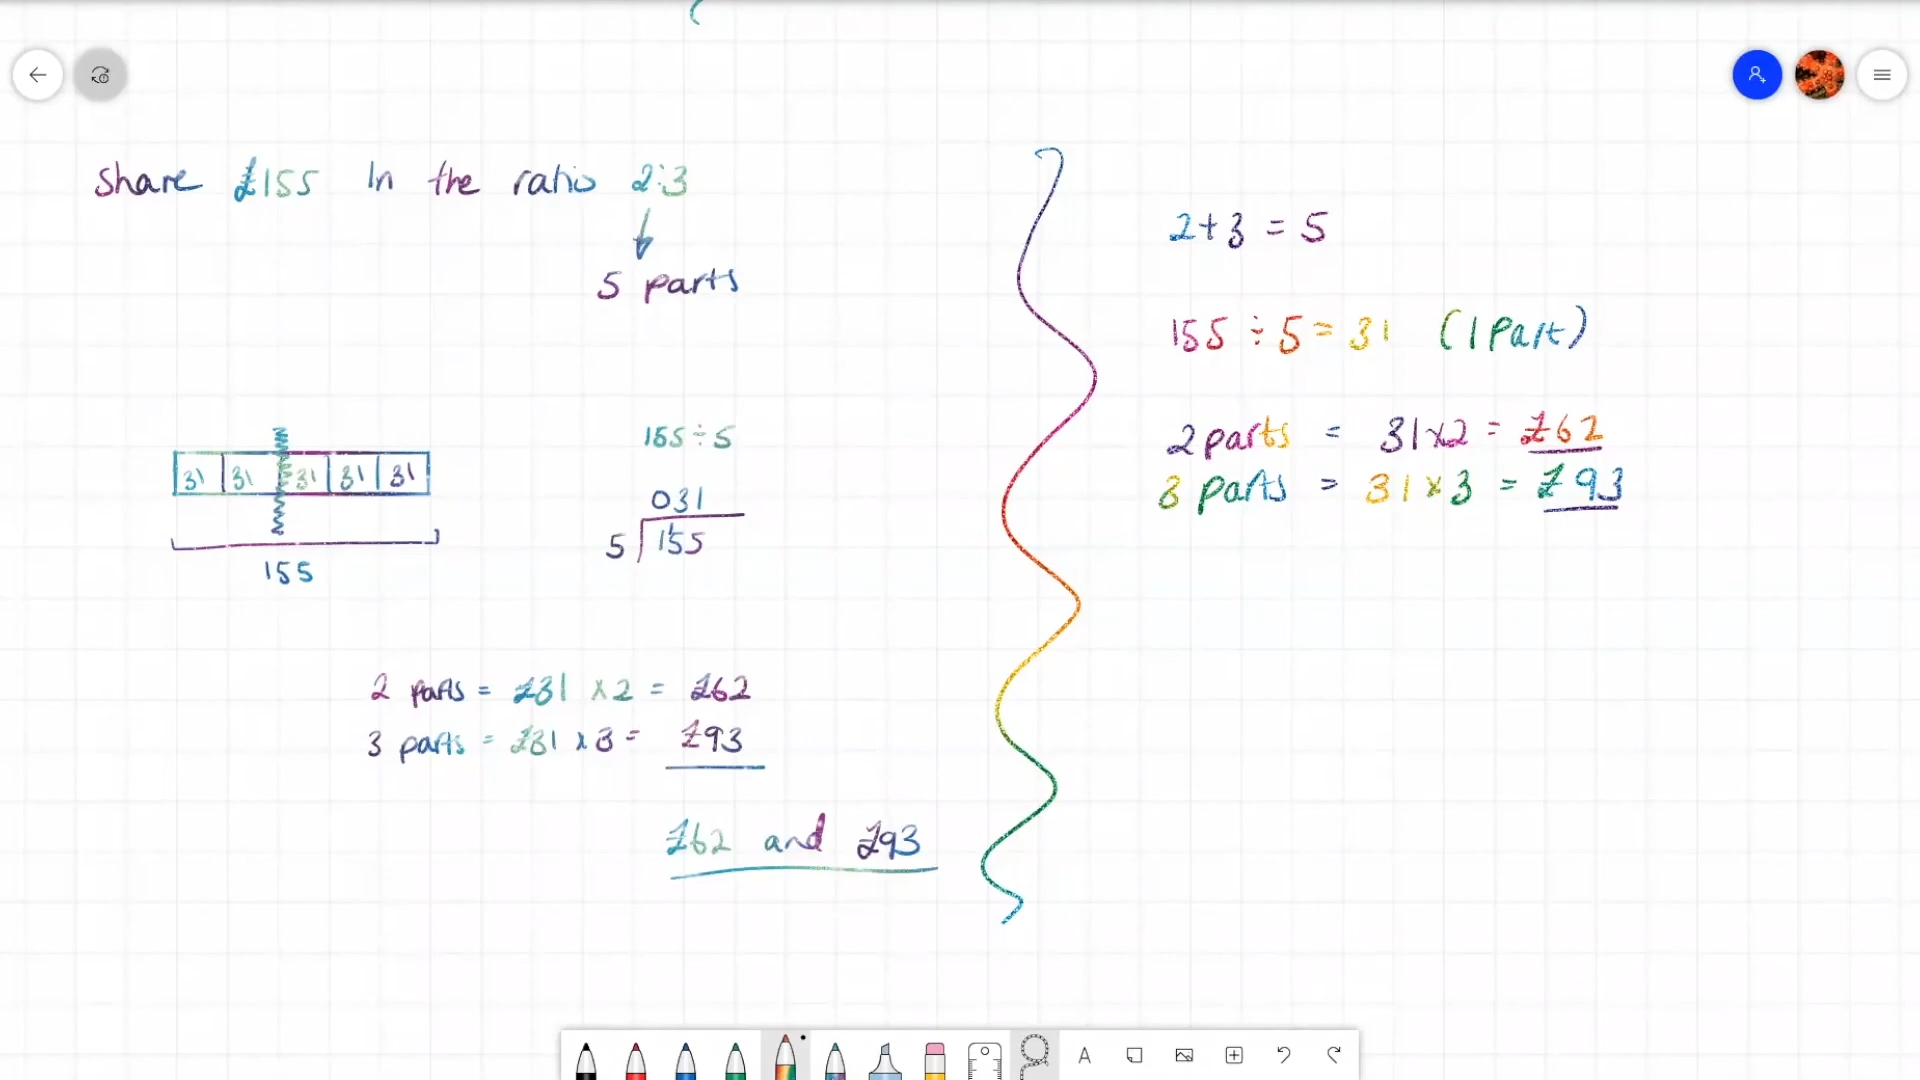 Share £155 in the ratio 2:3
5 parts
31 31 31 31 31
155
155÷5
031
5 155
2 parts = £31 x 2 = £62
3 parts = £31 x 3 = £93
£62 and £93
2+3 = 5
155 ÷ 5 = 31 (1 Part)
2 parts = 31x2 = £62
3 parts = 31 x 3 = £93
A